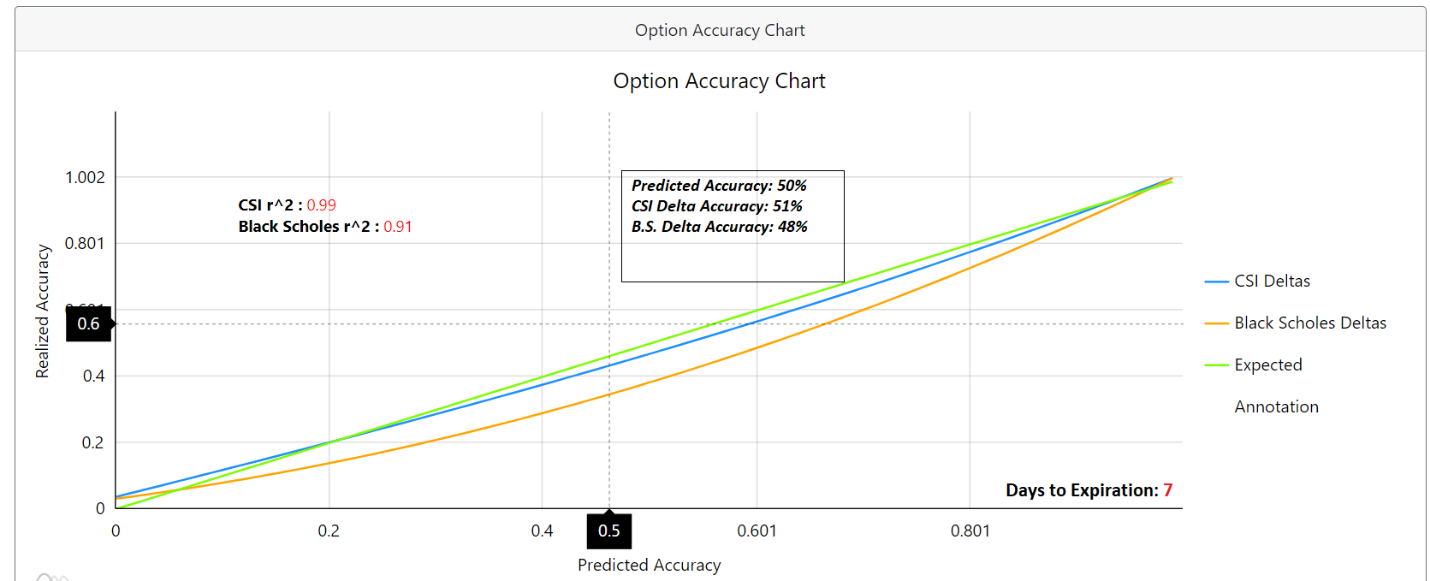 Option Accuracy Chart
Option Accuracy Chart
Realized Accuracy
1.002
0.801
0.6
0.4
0.2
0
CSI r^2 : 0.99
Black Scholes r^2 : 0.91
Predicted Accuracy: 50%
CSI Delta Accuracy: 51%
B.S. Delta Accuracy: 48%
CSI Deltas
Black Scholes Deltas
Expected
Annotation
Days to Expiration: 7
0
0.2
0.4
0.5
0.601
0.801
Predicted Accuracy